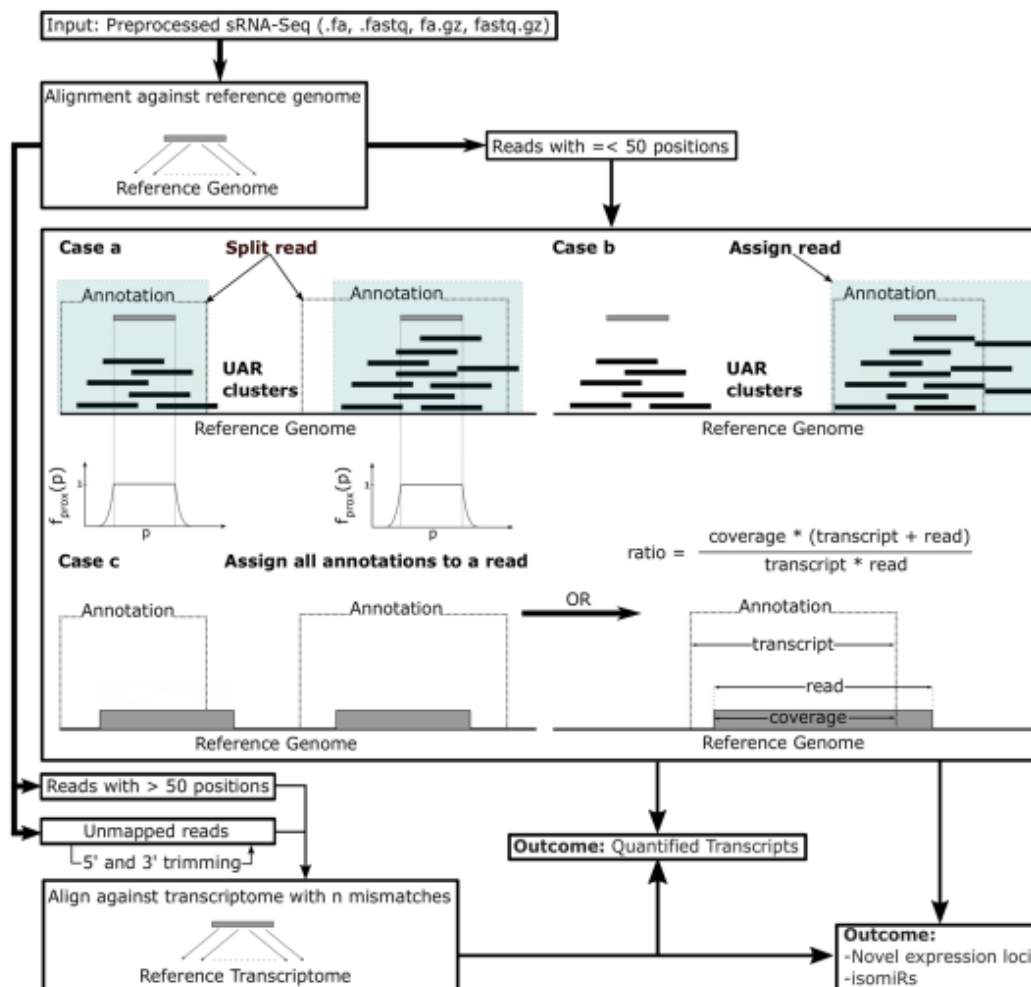 Input: Preprocessed sRNA-Seq (.fa, .fastq, fa.gz, fastq.gz)
Alignment against reference genome
Reference Genome
Reads with =< 50 positions
Case a
Split read
Case b
Assign read
Annotation
Annotation
Annotation
UAR
clusters
UAR
clusters
Reference Genome
Reference Genome
f_prox(p)
1
p
f_prox(p)
1
p
ratio = coverage * (transcript + read)
transcript * read
Case c
Assign all annotations to a read
Annotation
Annotation
OR
Annotation
transcript
read
coverage
Reference Genome
Reference Genome
Reads with > 50 positions
Unmapped reads
5' and 3' trimming
Outcome: Quantified Transcripts
Align against transcriptome with n mismatches
Reference Transcriptome
Outcome:
-Novel expression loci
-isomiRs